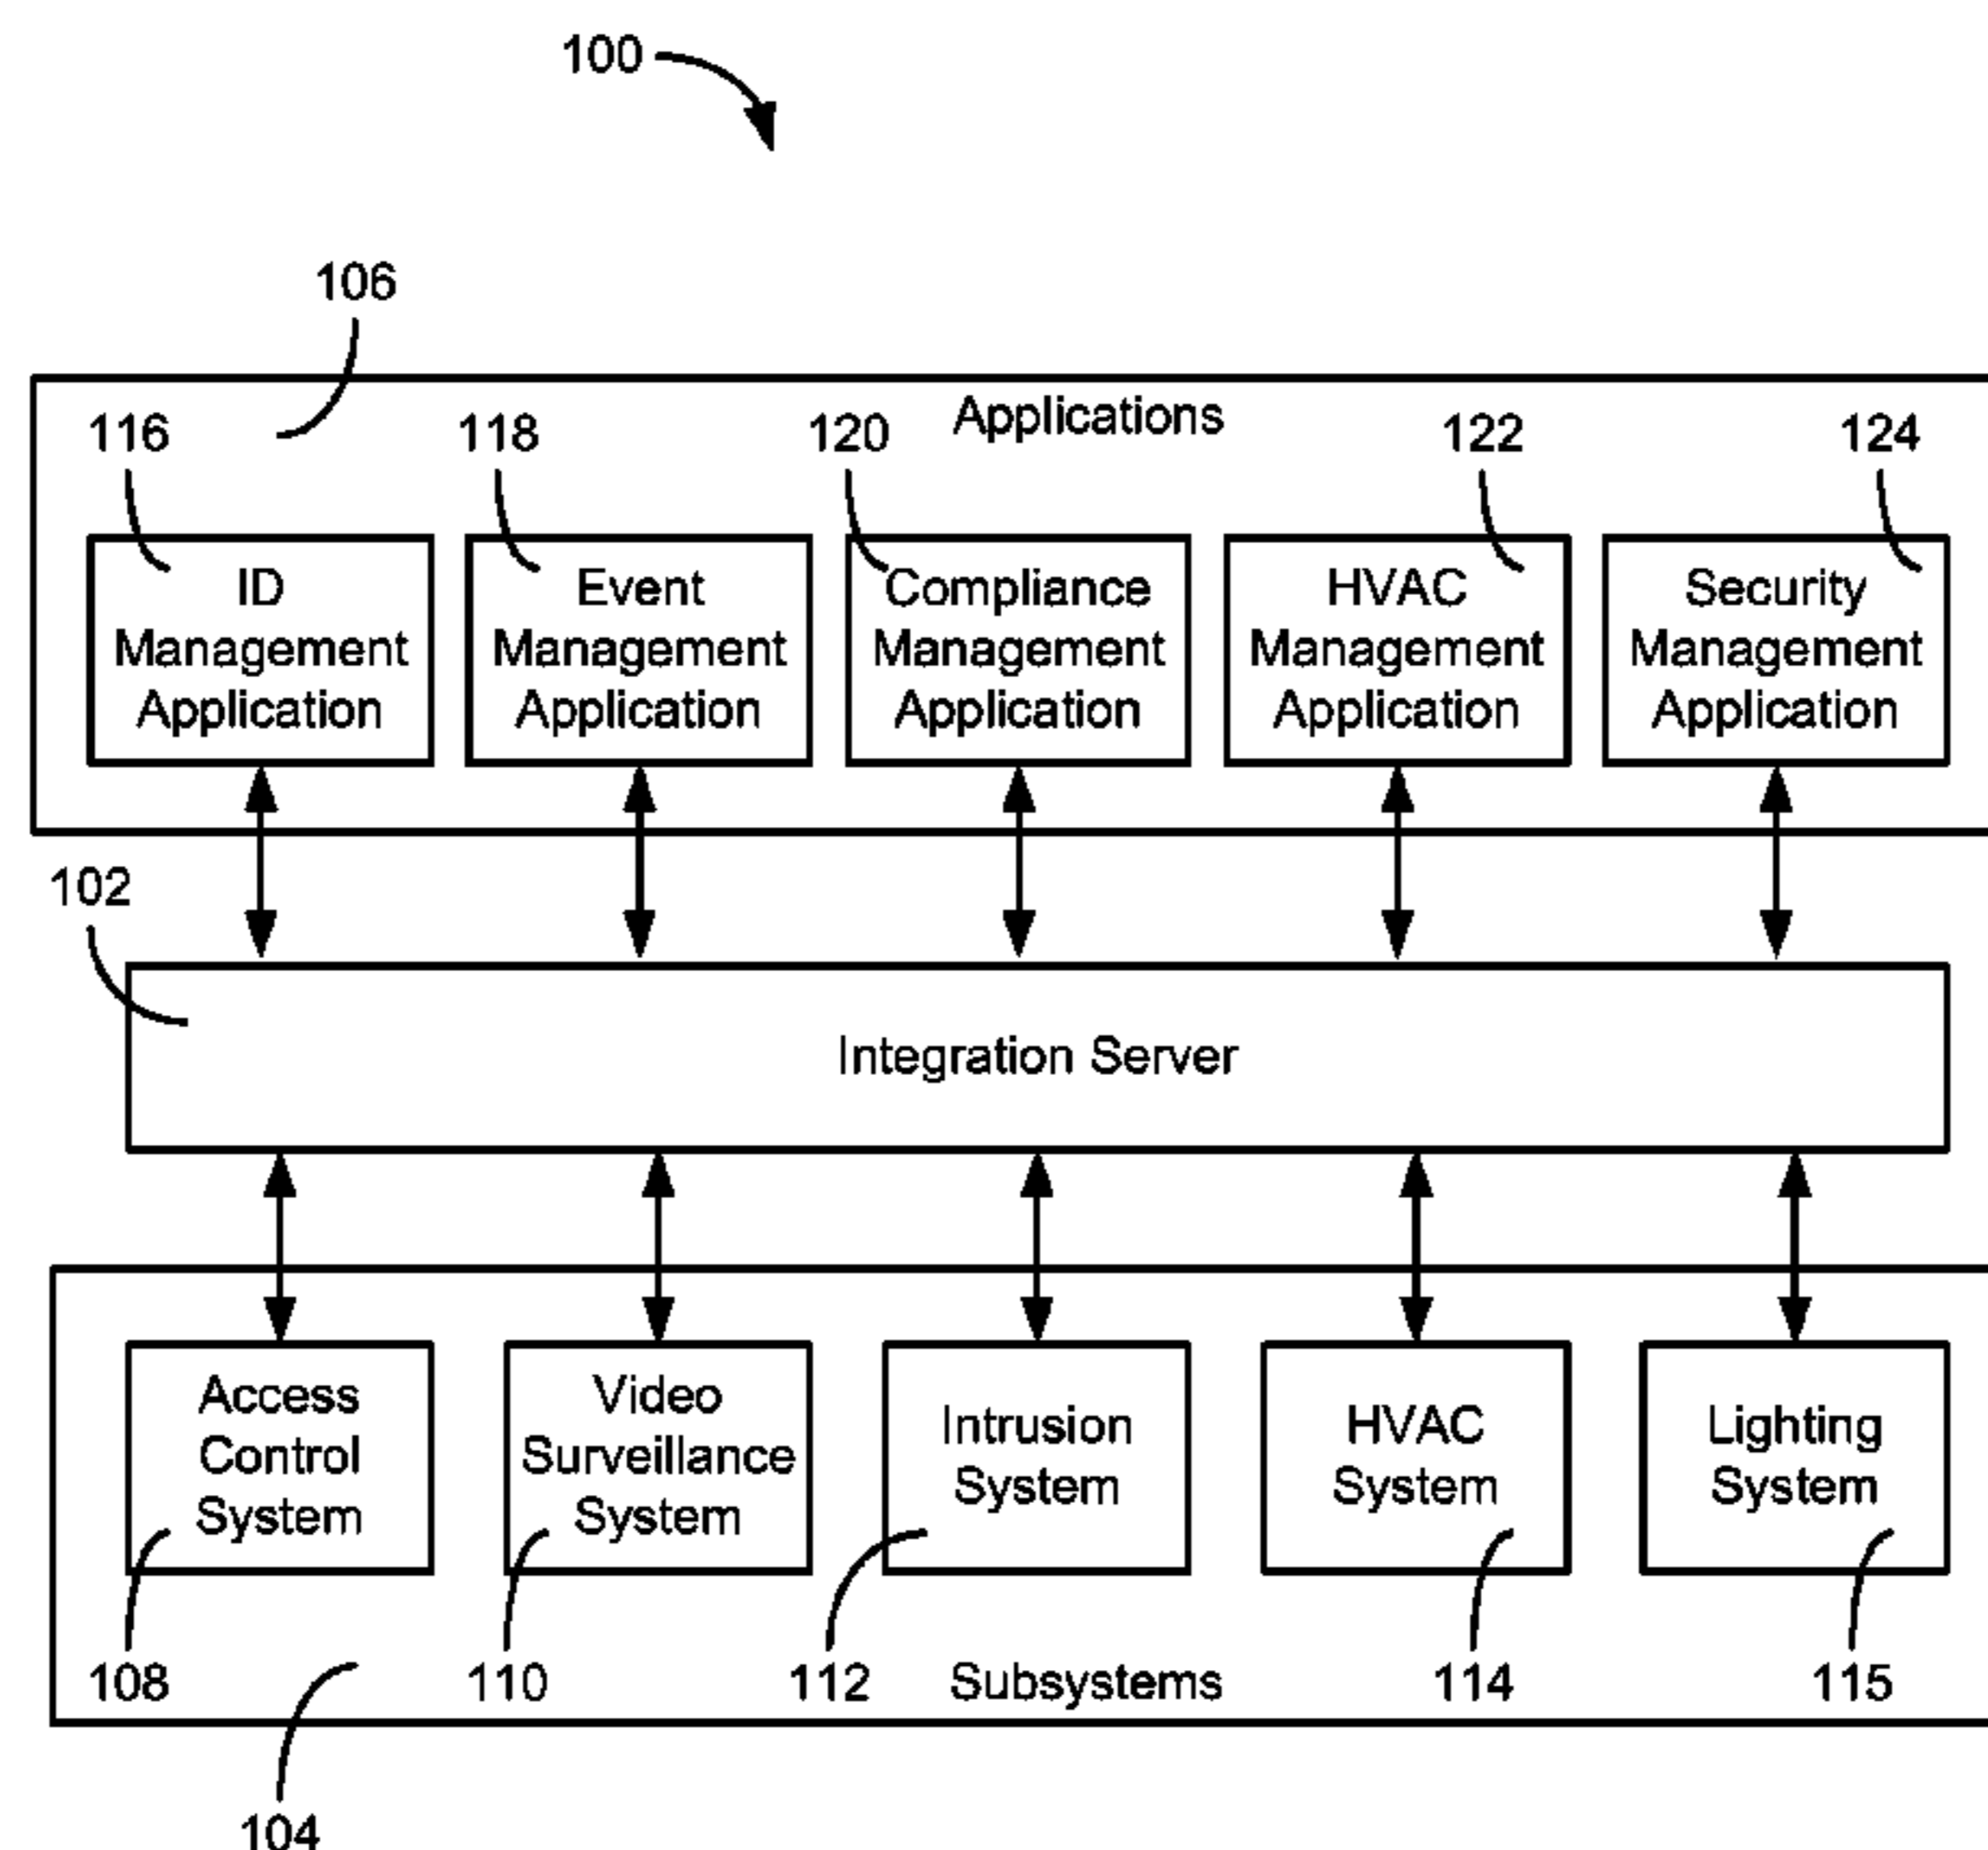 100
106
Applications
116
118
120
122
124
ID
Management
Application
Event
Management
Application
Compliance
Management
Application
HVAC
Management
Application
Security
Management
Application
102
Integration Server
Access
Control
System
Video
Surveillance
System
Intrusion
System
HVAC
System
Lighting
System
108
110
112
Subsystems
114
115
104